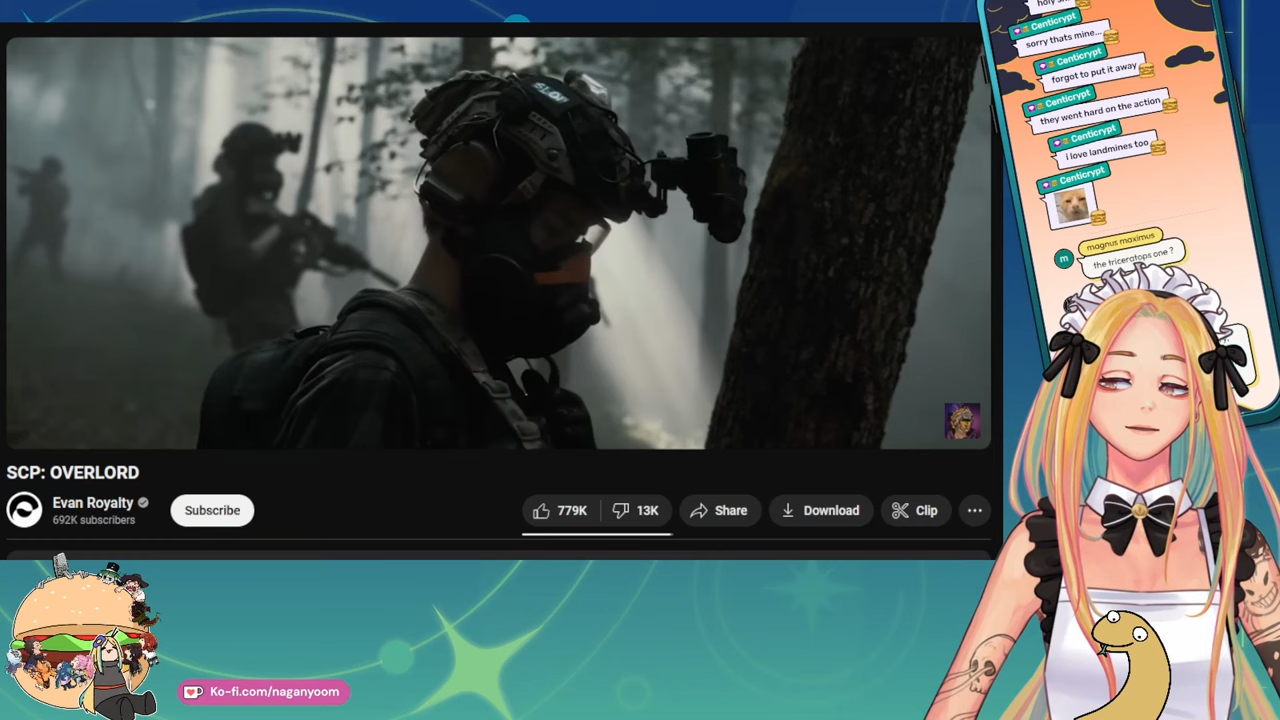 holy
Centicrypt
sorry thats mine...
Centicrypt
forgot to put it away
Centicrypt
they went hard on the action
Centicrypt
i love landmines too
Centicrypt
m
magnus maximus
the triceratops one ?
SCP: OVERLORD
Evan Royalty
692K subscribers
Subscribe
779K
13K
Share
Download
Clip
Ko-fi.com/naganyoom